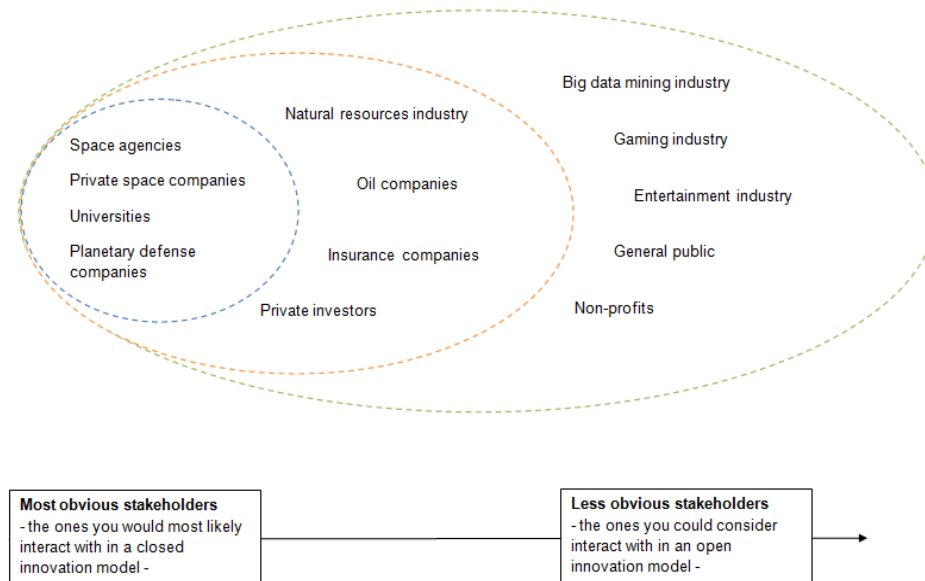 Space agencies
Private space companies
Universities
Planetary defense
companies
Natural resources industry
Oil companies
Insurance companies
Private investors
Big data mining industry
Gaming industry
Entertainment industry
General public
Non-profits
Most obvious stakeholders
- the ones you would most likely
interact with in a closed
innovation model -
Less obvious stakeholders
- the ones you could consider
interact with in an open
innovation model -